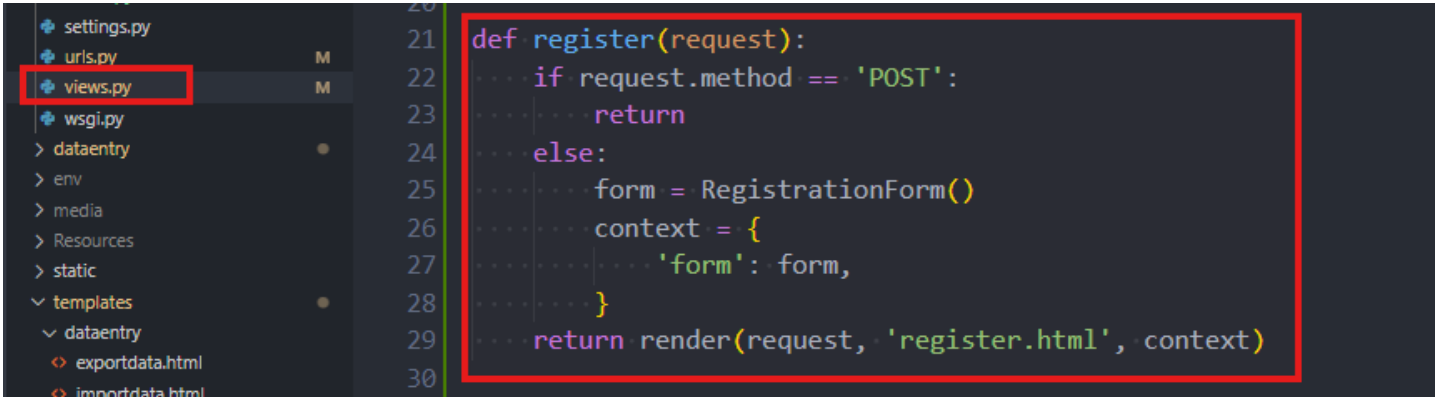 settings.py
urls.py M
views.py M
wsgi.py
dataentry
env
media
Resources
static
templates
dataentry
exportdata.html
importdata.html
20
21 def register(request):
22     if request.method == 'POST':
23         return
24     else:
25         form = RegistrationForm()
26         context = {
27             'form': form,
28         }
29     return render(request, 'register.html', context)
30